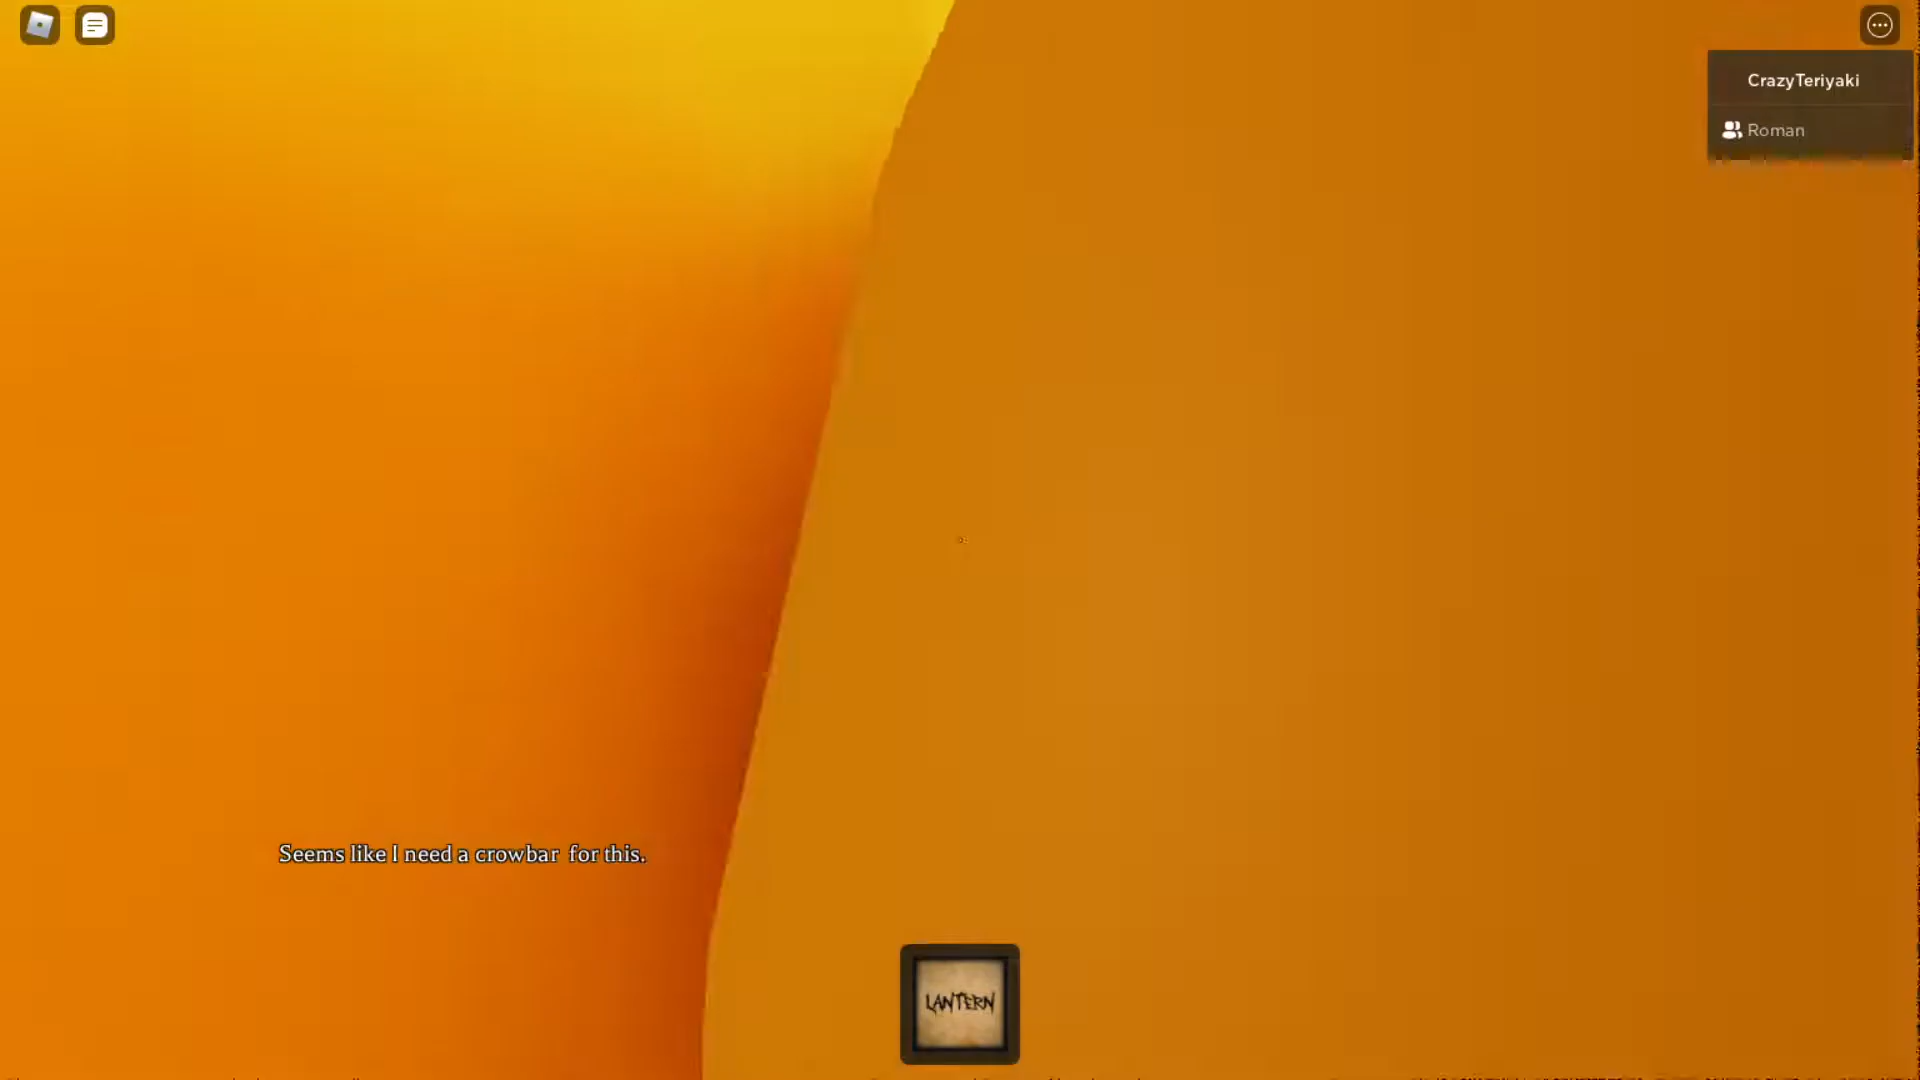 CrazyTeriyaki
Roman
Seems like I need a crowbar for this.
LANTERN